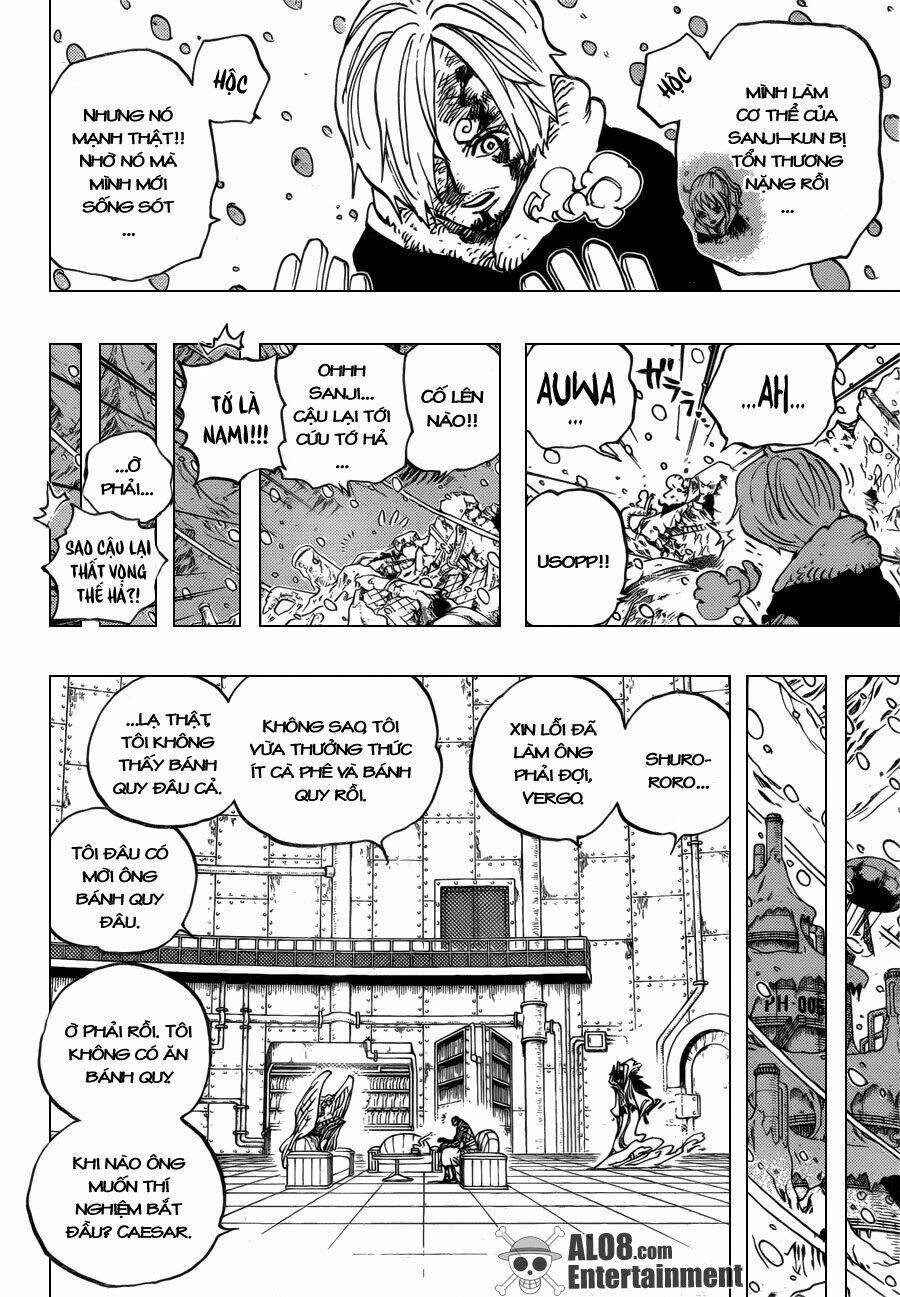 HỘC
MÌNH LÀM
CƠ THỂ CỦA
SANJI-KUN BỊ
TỔN THƯƠNG
NẶNG RỒI
...
HỘC
NHƯNG NÓ
MẠNH THẬT!!
NHỜ NÓ MÀ
MÌNH MỚI
SỐNG SÓT
...
...AH...
AUWA
...
ガラ
USOPP!!
CỐ LÊN
NÀO!!
OHHH
SANJI...
CẬU LẠI TỚI
CỨU TỚ HẢ
...
TỚ LÀ
NAMI!!!
...Ờ
PHẢI...
SAO CẬU LẠI
THẤT VỌNG
THẾ HẢ?!
PH-006
SHURO-
RORO...
XIN LỖI ĐÃ
LÀM ÔNG
PHẢI ĐỢI,
VERGO.
KHÔNG SAO, TÔI
VỪA THƯỞNG THỨC
ÍT CÀ PHÊ VÀ BÁNH
QUY RỒI.
...LẠ THẬT,
TÔI KHÔNG
THẤY BÁNH
QUY ĐÂU CẢ.
TÔI ĐÂU CÓ
MỜI ÔNG
BÁNH QUY
ĐÂU.
Ờ PHẢI RỒI. TÔI
KHÔNG CÓ ĂN
BÁNH QUY.
KHI NÀO ÔNG
MUỐN THÍ
NGHIỆM BẮT
ĐẦU? CAESAR.
AL08.com
Entertainment